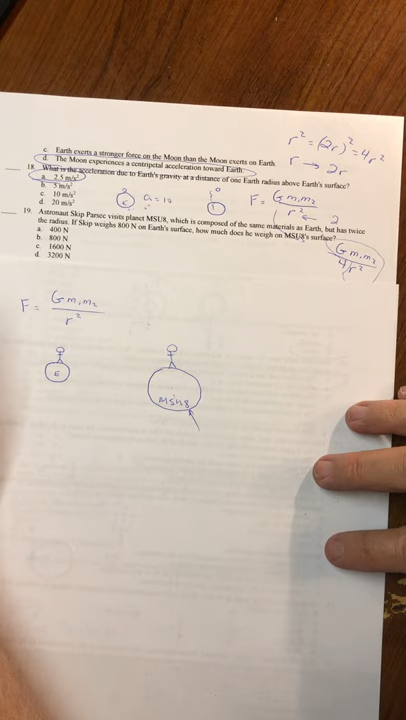 c. Earth exerts a stronger force on the Moon than the Moon exerts on Earth.
d. The Moon experiences a centripetal acceleration toward Earth.
r² = (2r)² = 4r²
r → 2r
18. What is the acceleration due to Earth's gravity at a distance of one Earth radius above Earth's surface?
a. 2.5 m/s²
b. 5 m/s²
c. 10 m/s²
d. 20 m/s²
E a = 10
F = Gm₁m₂ / r² ← 2
19. Astronaut Skip Parsec visits planet MSU8, which is composed of the same materials as Earth, but has twice
the radius. If Skip weighs 800 N on Earth's surface, how much does he weigh on MSU8's surface?
a. 400 N
b. 800 N
c. 1600 N
d. 3200 N
Gm₁m₂ / 4r²
F = Gm₁m₂ / r²
E
MSU8